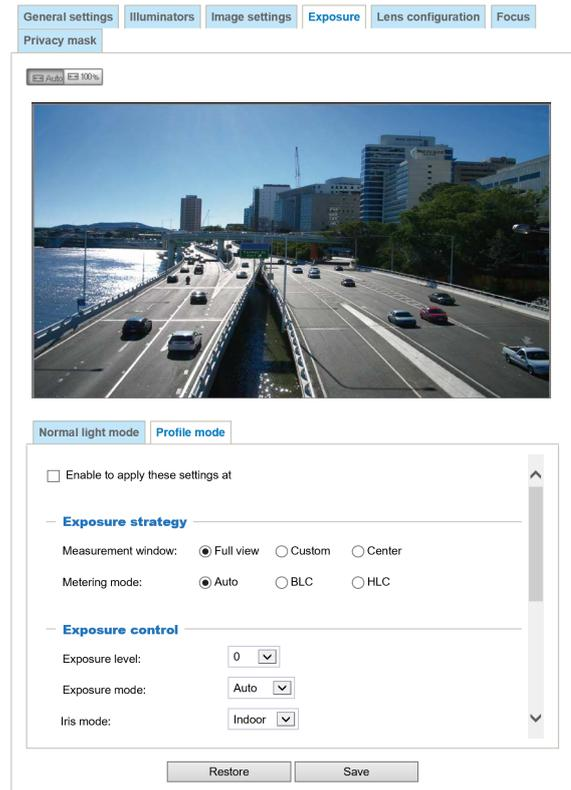 General settings Illuminators Image settings Exposure Lens configuration Focus
Privacy mask
Auto 100%
Normal light mode Profile mode
Enable to apply these settings at
Exposure strategy
Measurement window: Full view Custom Center
Metering mode: Auto BLC HLC
Exposure control
Exposure level: 0
Exposure mode: Auto
Iris mode: Indoor
Restore Save